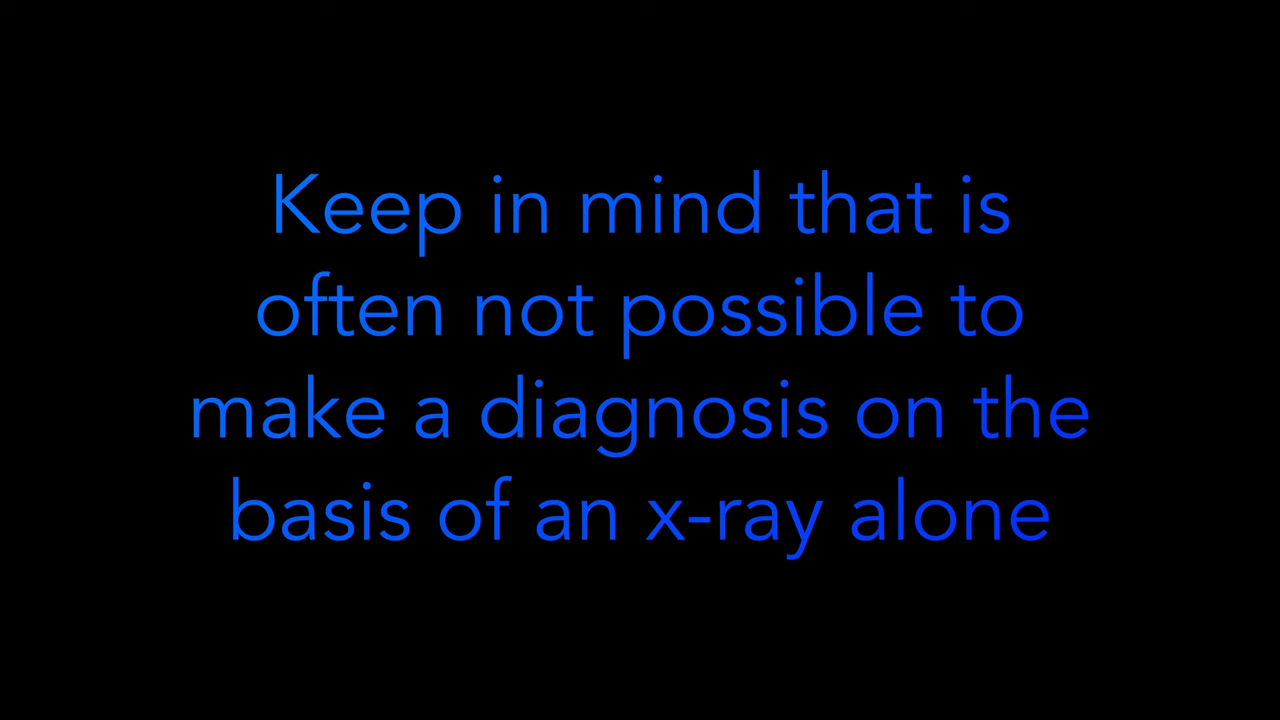 Keep in mind that is
often not possible to
make a diagnosis on the
basis of an x-ray alone